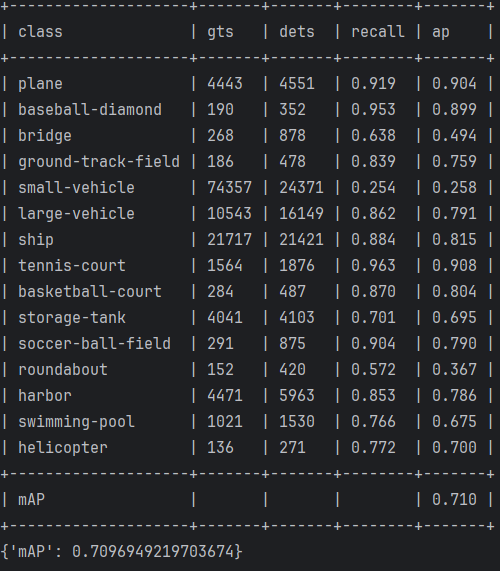 +--------------------+-------+-------+--------+-------+
| class              | gts   | dets  | recall | ap    |
+--------------------+-------+-------+--------+-------+
| plane              | 4443  | 4551  | 0.919  | 0.904 |
| baseball-diamond   | 190   | 352   | 0.953  | 0.899 |
| bridge             | 268   | 878   | 0.638  | 0.494 |
| ground-track-field | 186   | 478   | 0.839  | 0.759 |
| small-vehicle      | 74357 | 24371 | 0.254  | 0.258 |
| large-vehicle      | 10543 | 16149 | 0.862  | 0.791 |
| ship               | 21717 | 21421 | 0.884  | 0.815 |
| tennis-court       | 1564  | 1876  | 0.963  | 0.908 |
| basketball-court   | 284   | 487   | 0.870  | 0.804 |
| storage-tank       | 4041  | 4103  | 0.701  | 0.695 |
| soccer-ball-field  | 291   | 875   | 0.904  | 0.790 |
| roundabout         | 152   | 420   | 0.572  | 0.367 |
| harbor             | 4471  | 5963  | 0.853  | 0.786 |
| swimming-pool      | 1021  | 1530  | 0.766  | 0.675 |
| helicopter         | 136   | 271   | 0.772  | 0.700 |
+--------------------+-------+-------+--------+-------+
| mAP                |       |       |        | 0.710 |
+--------------------+-------+-------+--------+-------+
{'mAP': 0.7096949219703674}